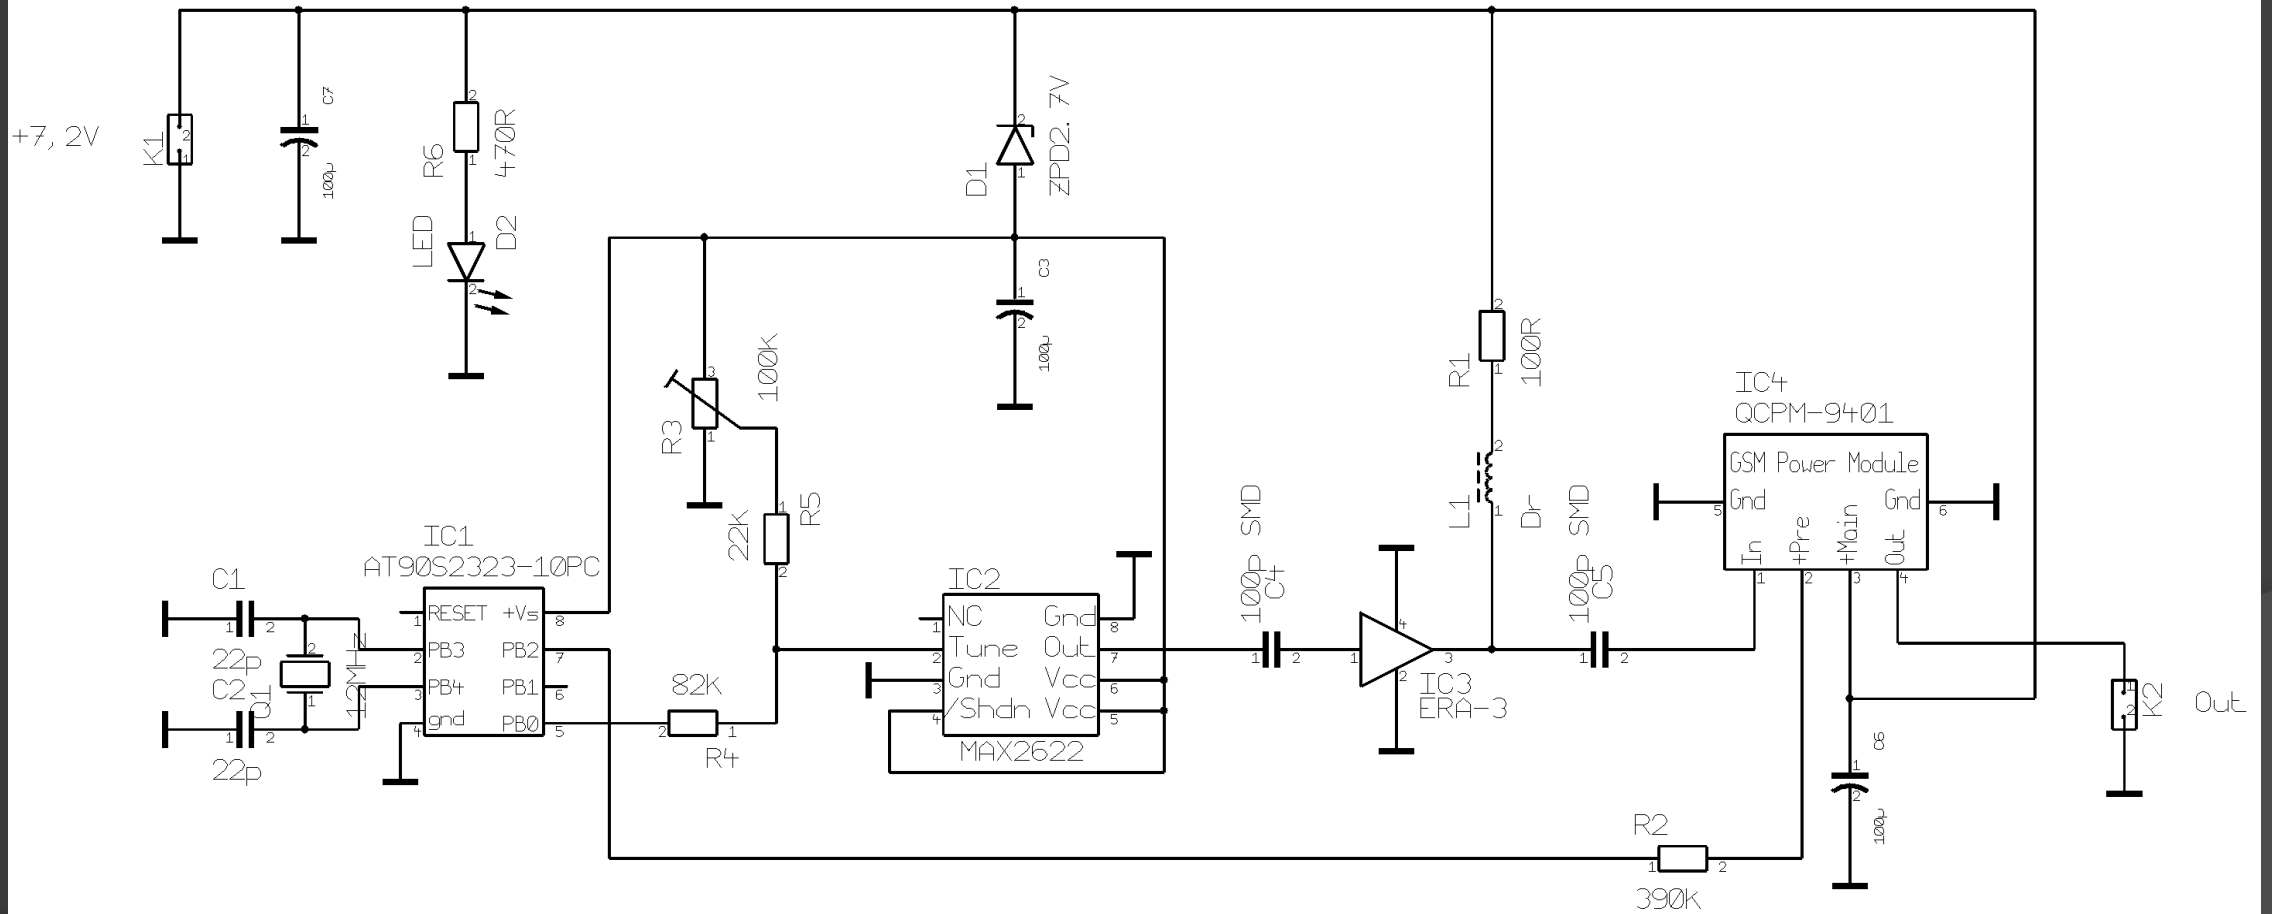 +7,2V
K1
2
1
C7
1
2
100µ
2
R6
470R
1
LED
D2
1
2
2
D1
ZPD2.7V
1
C3
1
2
100µ
3
R3
100K
1
1
22K
R5
2
2
R1
100R
1
2
L1
Dr
1
IC1
AT90S2323-10PC
RESET
+Vs
PB3
PB2
PB4
PB1
gnd
PB0
1
2
3
4
8
7
6
5
C1
1
2
22p
C2
1
2
22p
Q1
12MHZ
2
1
82K
2
1
R4
IC2
NC
Gnd
Tune
Out
Gnd
Vcc
/Shdn
Vcc
1
2
3
4
8
7
6
5
MAX2622
100p SMD
C4
1
2
1
4
3
2
IC3
ERA-3
100p SMD
C5
1
2
IC4
QCPM-9401
GSM Power Module
Gnd
Gnd
5
6
In
+Pre
+Main
Out
1
2
3
4
K2
1
2
Out
C6
1
2
100µ
R2
1
2
390K